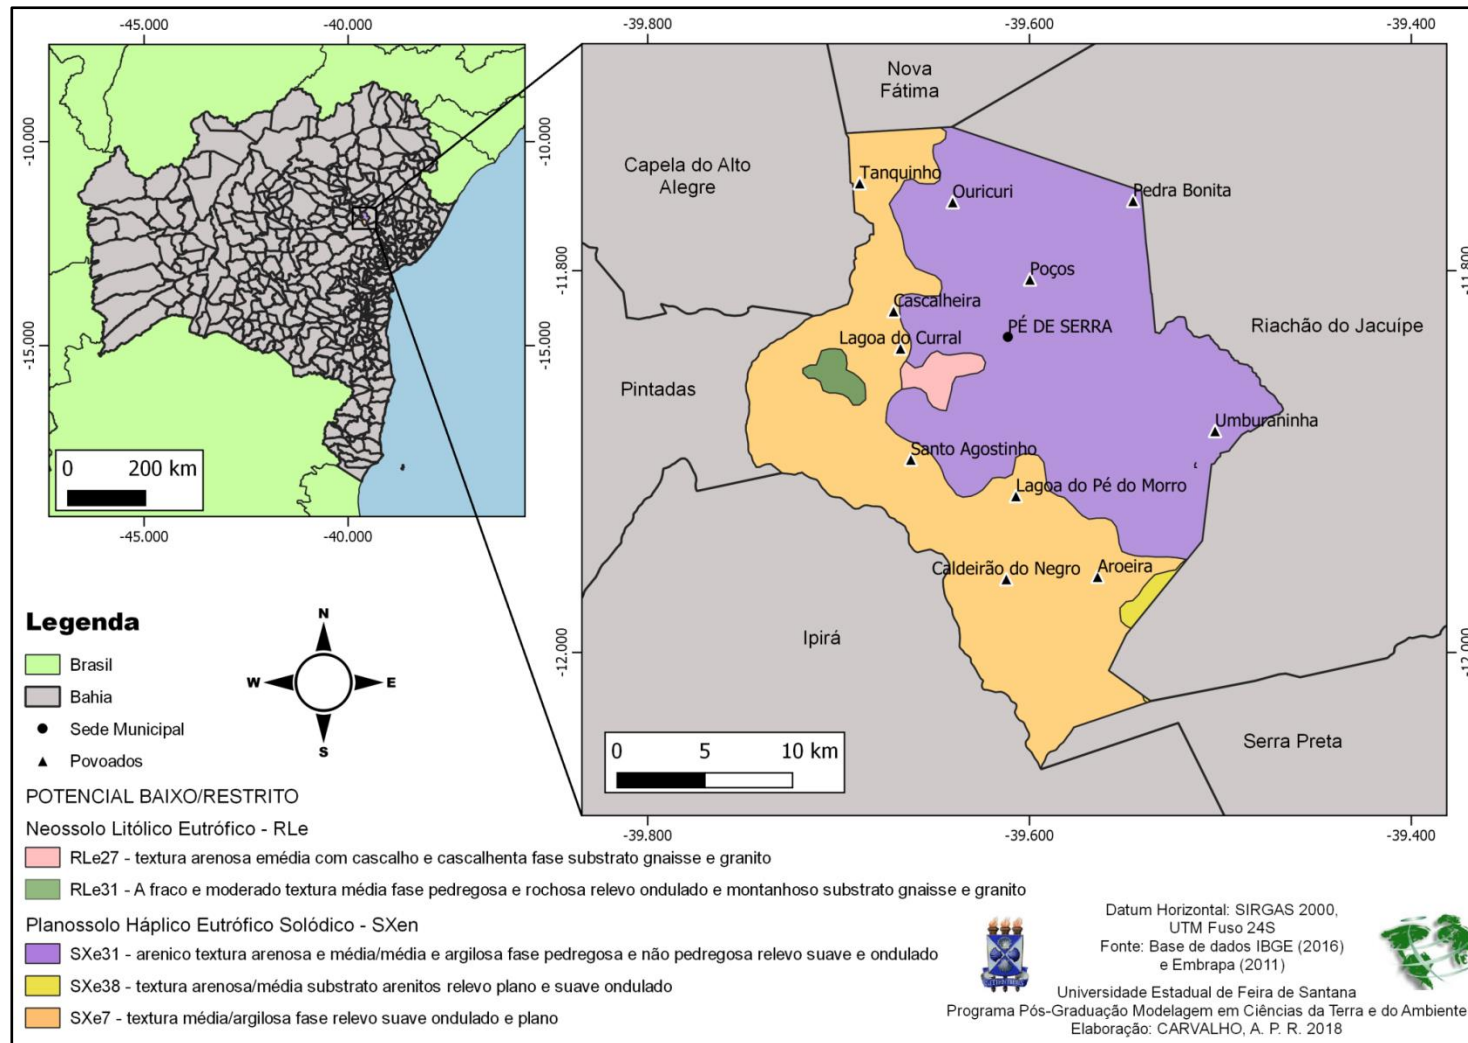 -45.000
-40.000
-39.800
-39.600
-39.400
-10.000
-15.000
-10.000
-15.000
0 200 km
-45.000
-40.000
-11.800
-12.000
Nova
Fátima
Capela do Alto
Alegre
Tanquinho
Ouricuri
Pedra Bonita
Poços
Cascalheira
PÉ DE SERRA
Riachão do Jacuípe
Lagoa do Curral
Pintadas
Umburaninha
Santo Agostinho
Lagoa do Pé do Morro
Caldeirão do Negro
Aroeira
Ipirá
Serra Preta
0 5 10 km
-11.800
-12.000
-39.800
-39.600
-39.400
Legenda
Brasil
Bahia
Sede Municipal
Povoados
N
W
E
S
POTENCIAL BAIXO/RESTRITO
Neossolo Litólico Eutrófico - RLe
RLe27 - textura arenosa emédia com cascalho e cascalhenta fase substrato gnaisse e granito
RLe31 - A fraco e moderado textura média fase pedregosa e rochosa relevo ondulado e montanhoso substrato gnaisse e granito
Planossolo Háplico Eutrófico Solódico - SXen
SXe31 - arenico textura arenosa e média/média e argilosa fase pedregosa e não pedregosa relevo suave e ondulado
SXe38 - textura arenosa/média substrato arenitos relevo plano e suave ondulado
SXe7 - textura média/argilosa fase relevo suave ondulado e plano
Datum Horizontal: SIRGAS 2000,
UTM Fuso 24S
Fonte: Base de dados IBGE (2016)
e Embrapa (2011)
Universidade Estadual de Feira de Santana
Programa Pós-Graduação Modelagem em Ciências da Terra e do Ambiente
Elaboração: CARVALHO, A. P. R. 2018